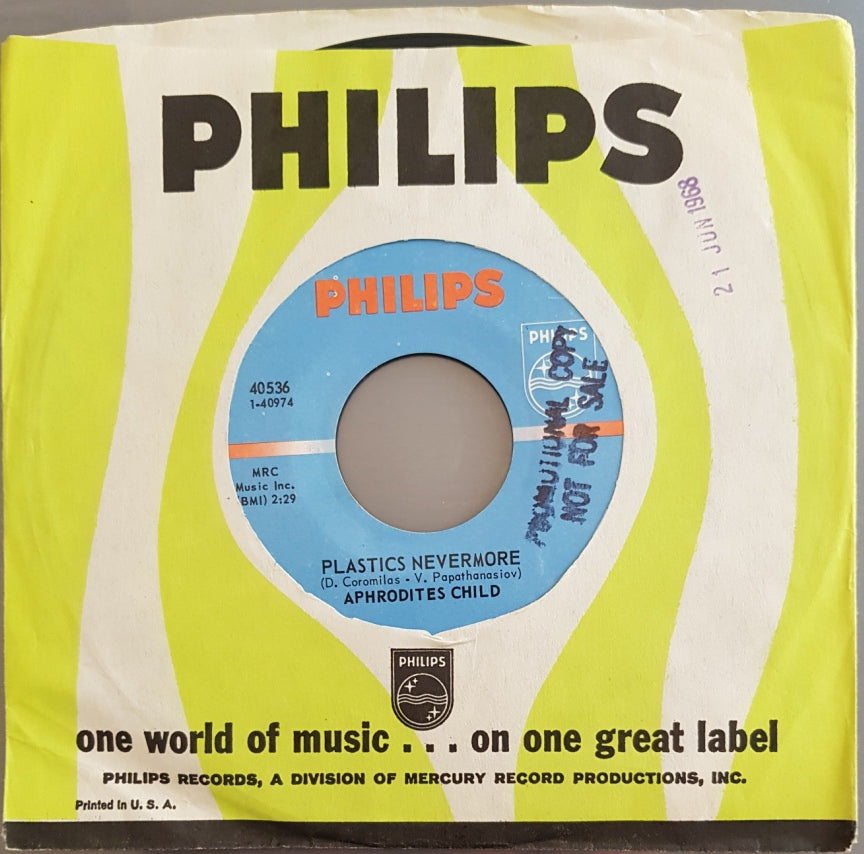 PHILIPS
21 JUN 1968
PHILIPS
PHILIPS
40536
1-40974
PROMOTIONAL COPY
NOT FOR SALE
MRC
Music Inc.
(BMI) 2:29
PLASTICS NEVERMORE
(D. Coromilas - V. Papathanasiov)
APHRODITES CHILD
PHILIPS
one world of music . . . on one great label
PHILIPS RECORDS, A DIVISION OF MERCURY RECORD PRODUCTIONS, INC.
Printed In U. S. A.